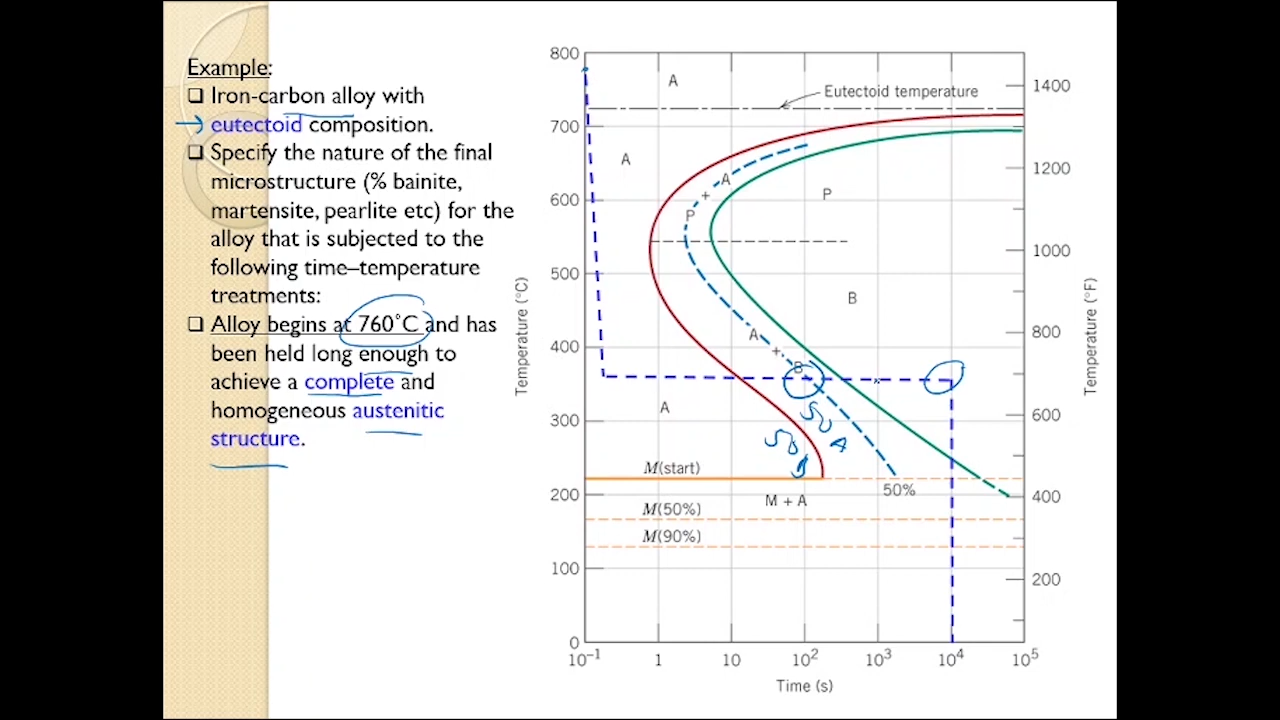 Example:
❑ Iron-carbon alloy with
eutectoid composition.
❑ Specify the nature of the final
microstructure (% bainite,
martensite, pearlite etc) for the
alloy that is subjected to the
following time–temperature
treatments:
❑ Alloy begins at 760˚C and has
been held long enough to
achieve a complete and
homogeneous austenitic
structure.
800
700
600
500
400
300
200
100
0
Temperature (°C)
A
Eutectoid temperature
A
A
+
P
P
B
A
+
B
A
M(start)
M + A
50%
M(50%)
M(90%)
1400
1200
1000
800
600
400
200
Temperature (°F)
10⁻¹ 1 10 10² 10³ 10⁴ 10⁵
Time (s)